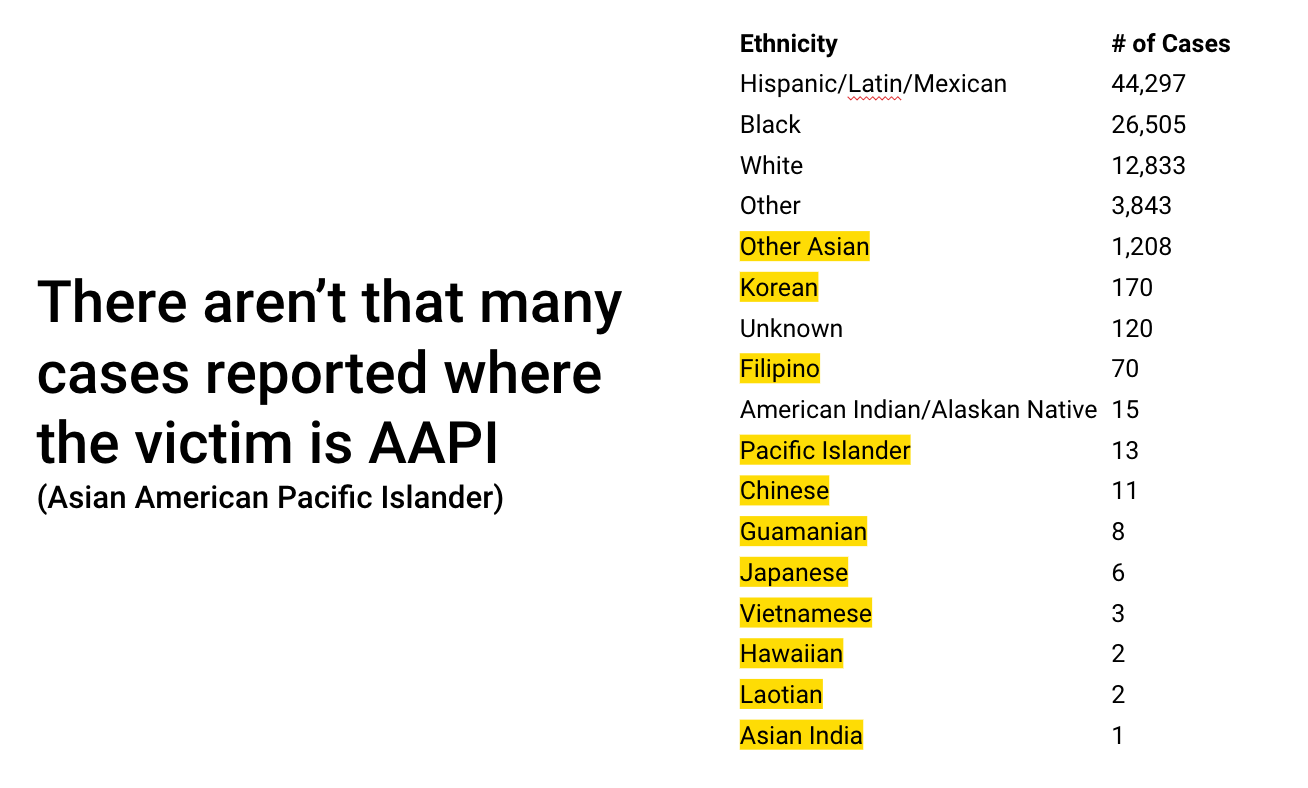 There aren’t that many
cases reported where
the victim is AAPI
(Asian American Pacific Islander)
Ethnicity # of Cases
Hispanic/Latin/Mexican 44,297
Black 26,505
White 12,833
Other 3,843
Other Asian 1,208
Korean 170
Unknown 120
Filipino 70
American Indian/Alaskan Native 15
Pacific Islander 13
Chinese 11
Guamanian 8
Japanese 6
Vietnamese 3
Hawaiian 2
Laotian 2
Asian India 1